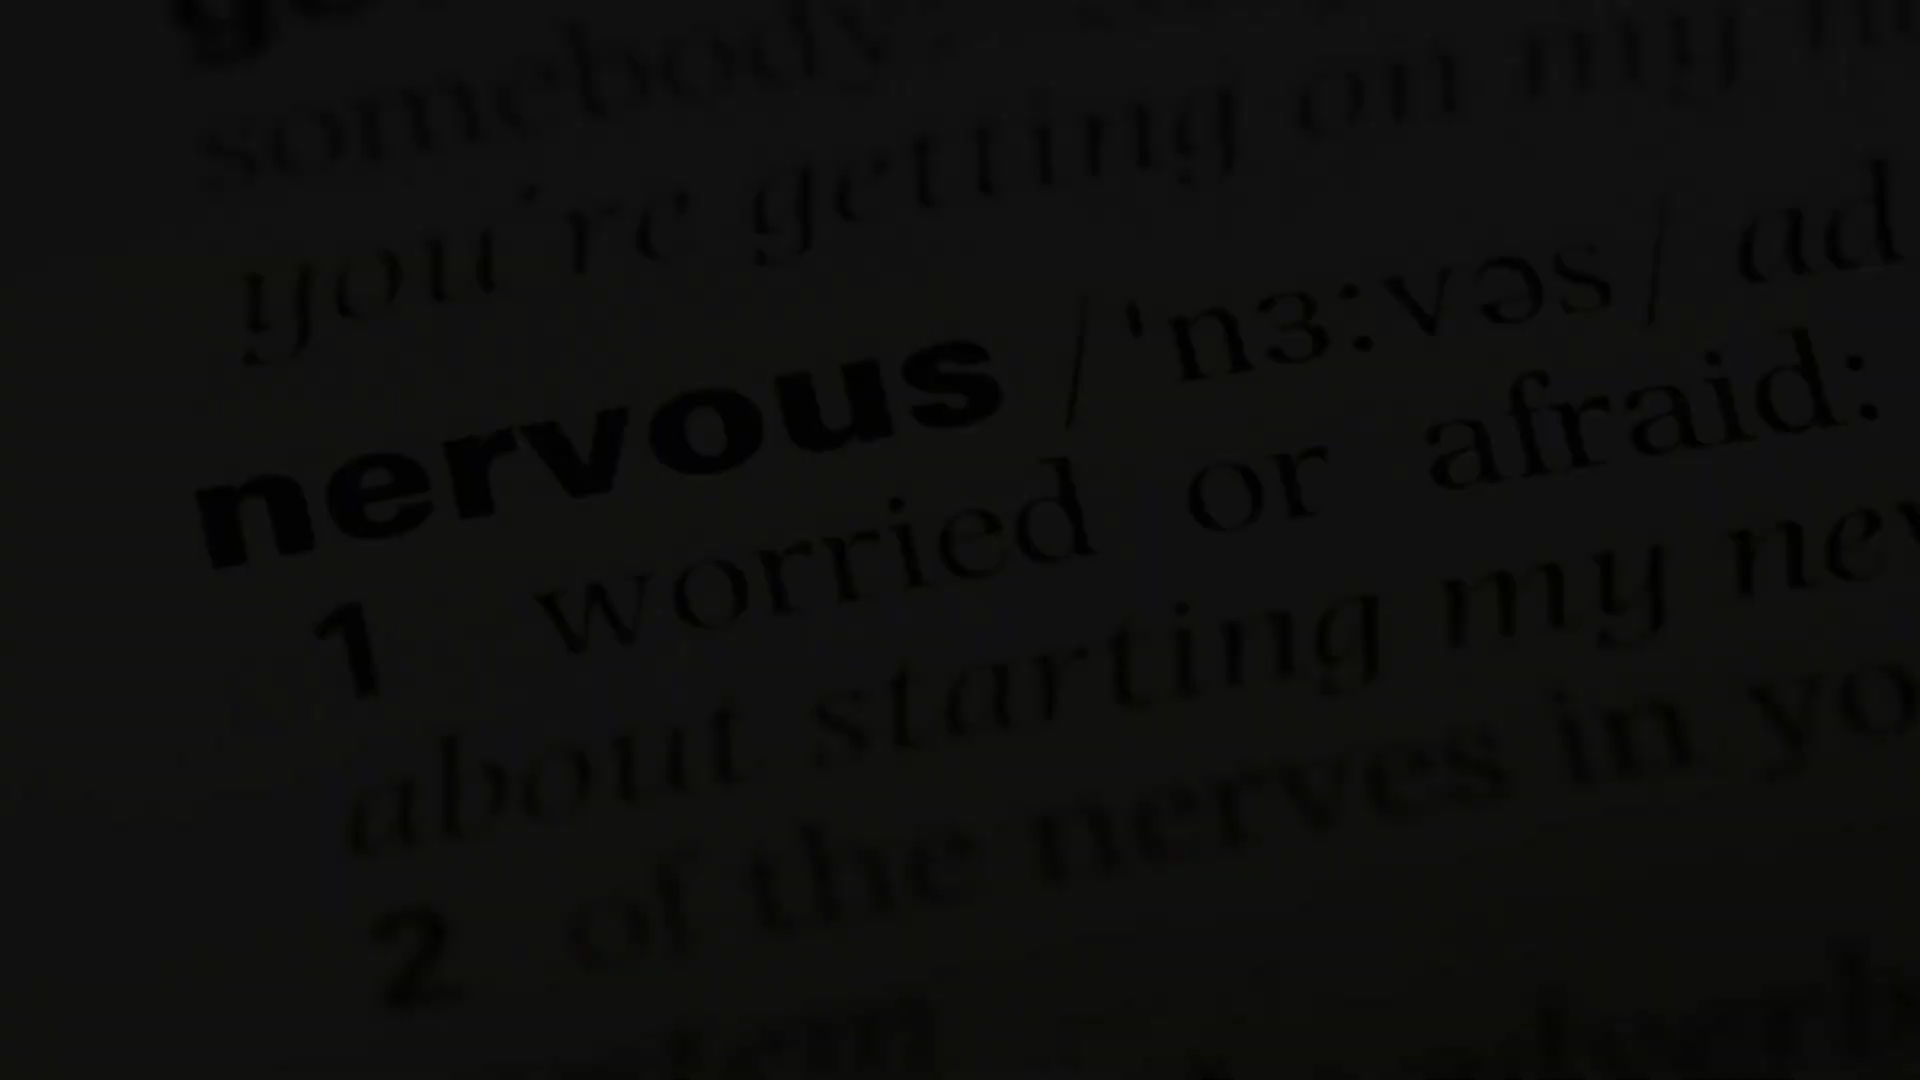 somebody
you're getting on my
nervous /ˈnɜːvəs/ ad
1 worried or afraid:
about starting my nev
2 of the nerves in yo